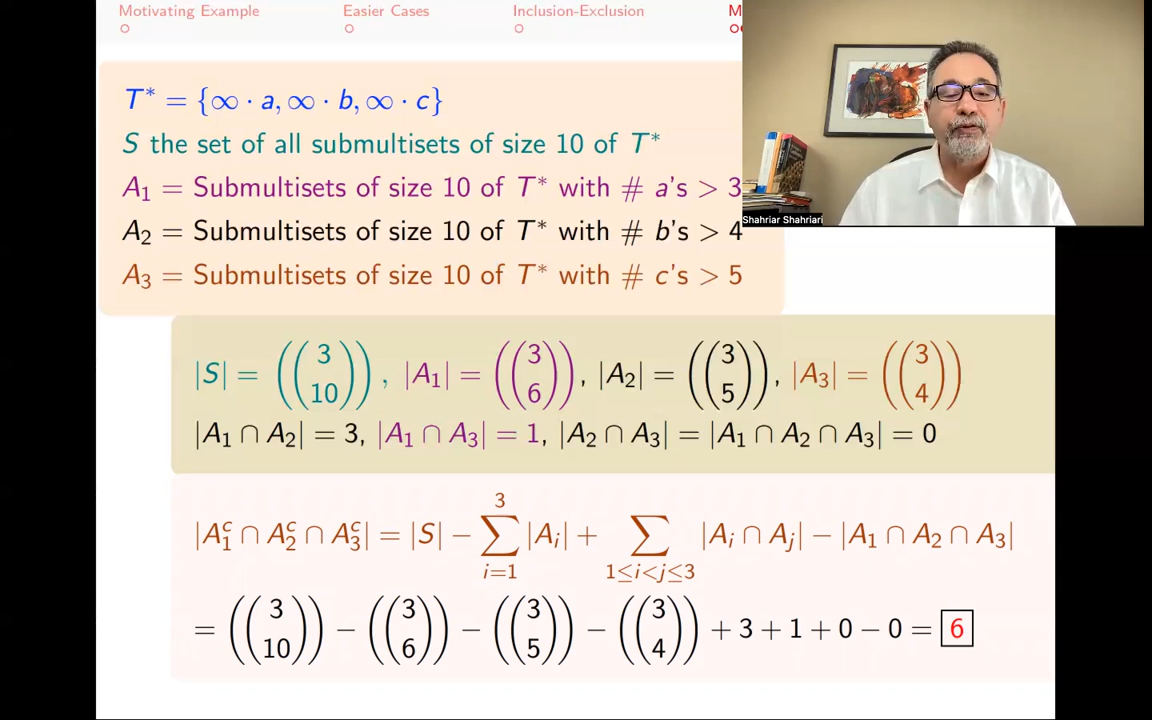 Motivating Example Easier Cases Inclusion-Exclusion M
T* = {∞ · a, ∞ · b, ∞ · c}
S the set of all submultisets of size 10 of T*
A₁ = Submultisets of size 10 of T* with # a's > 3
A₂ = Submultisets of size 10 of T* with # b's > 4
A₃ = Submultisets of size 10 of T* with # c's > 5
Shahriar Shahriari
|S| = ((3 10)), |A₁| = ((3 6)), |A₂| = ((3 5)), |A₃| = ((3 4))
|A₁ ∩ A₂| = 3, |A₁ ∩ A₃| = 1, |A₂ ∩ A₃| = |A₁ ∩ A₂ ∩ A₃| = 0
|A₁ᶜ ∩ A₂ᶜ ∩ A₃ᶜ| = |S| − ∑_{i=1}^{3} |Aᵢ| + ∑_{1≤i<j≤3} |Aᵢ ∩ Aⱼ| − |A₁ ∩ A₂ ∩ A₃|
= ((3 10)) − ((3 6)) − ((3 5)) − ((3 4)) + 3 + 1 + 0 − 0 = 6